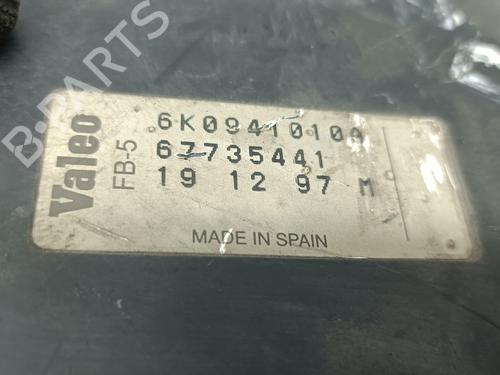 B-PARTS
Valeo
FB-5
6K0941010A
67735441
19 12 97 M
MADE IN SPAIN